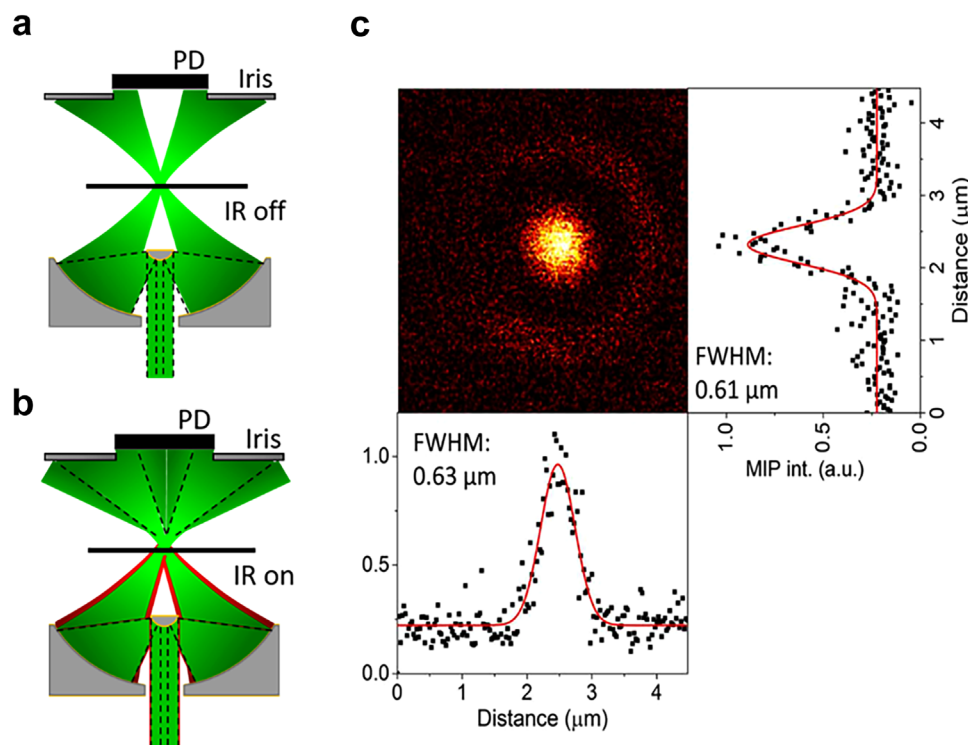 a
PD
Iris
IR off
b
PD
Iris
IR on
c
FWHM:
0.61 μm
0
1
2
3
4
Distance (μm)
1.0
0.5
0.0
MIP int. (a.u.)
FWHM:
0.63 μm
1.0
0.5
0.0
0
1
2
3
4
Distance (μm)